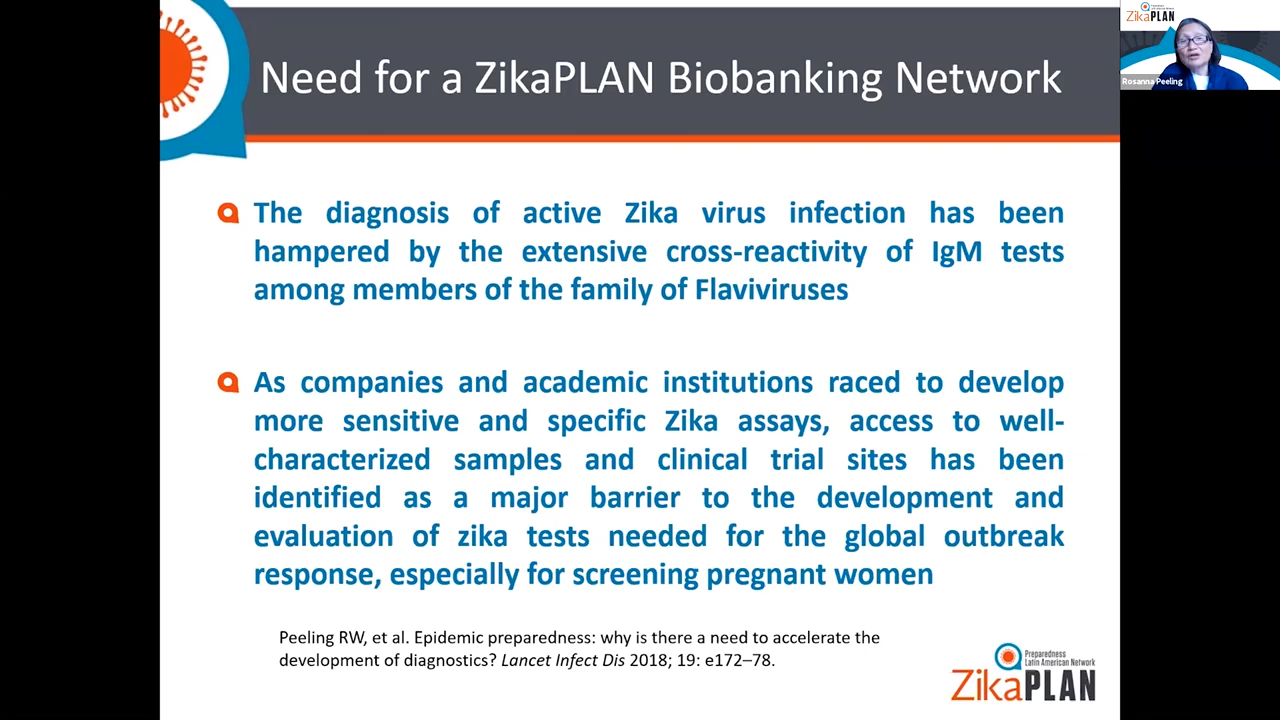 Need for a ZikaPLAN Biobanking Network
ZikaPLAN
Rosanna Peeling
The diagnosis of active Zika virus infection has been
hampered by the extensive cross-reactivity of IgM tests
among members of the family of Flaviviruses
As companies and academic institutions raced to develop
more sensitive and specific Zika assays, access to well-
characterized samples and clinical trial sites has been
identified as a major barrier to the development and
evaluation of zika tests needed for the global outbreak
response, especially for screening pregnant women
Peeling RW, et al. Epidemic preparedness: why is there a need to accelerate the
development of diagnostics? Lancet Infect Dis 2018; 19: e172–78.
Preparedness
Latin American Network
ZikaPLAN